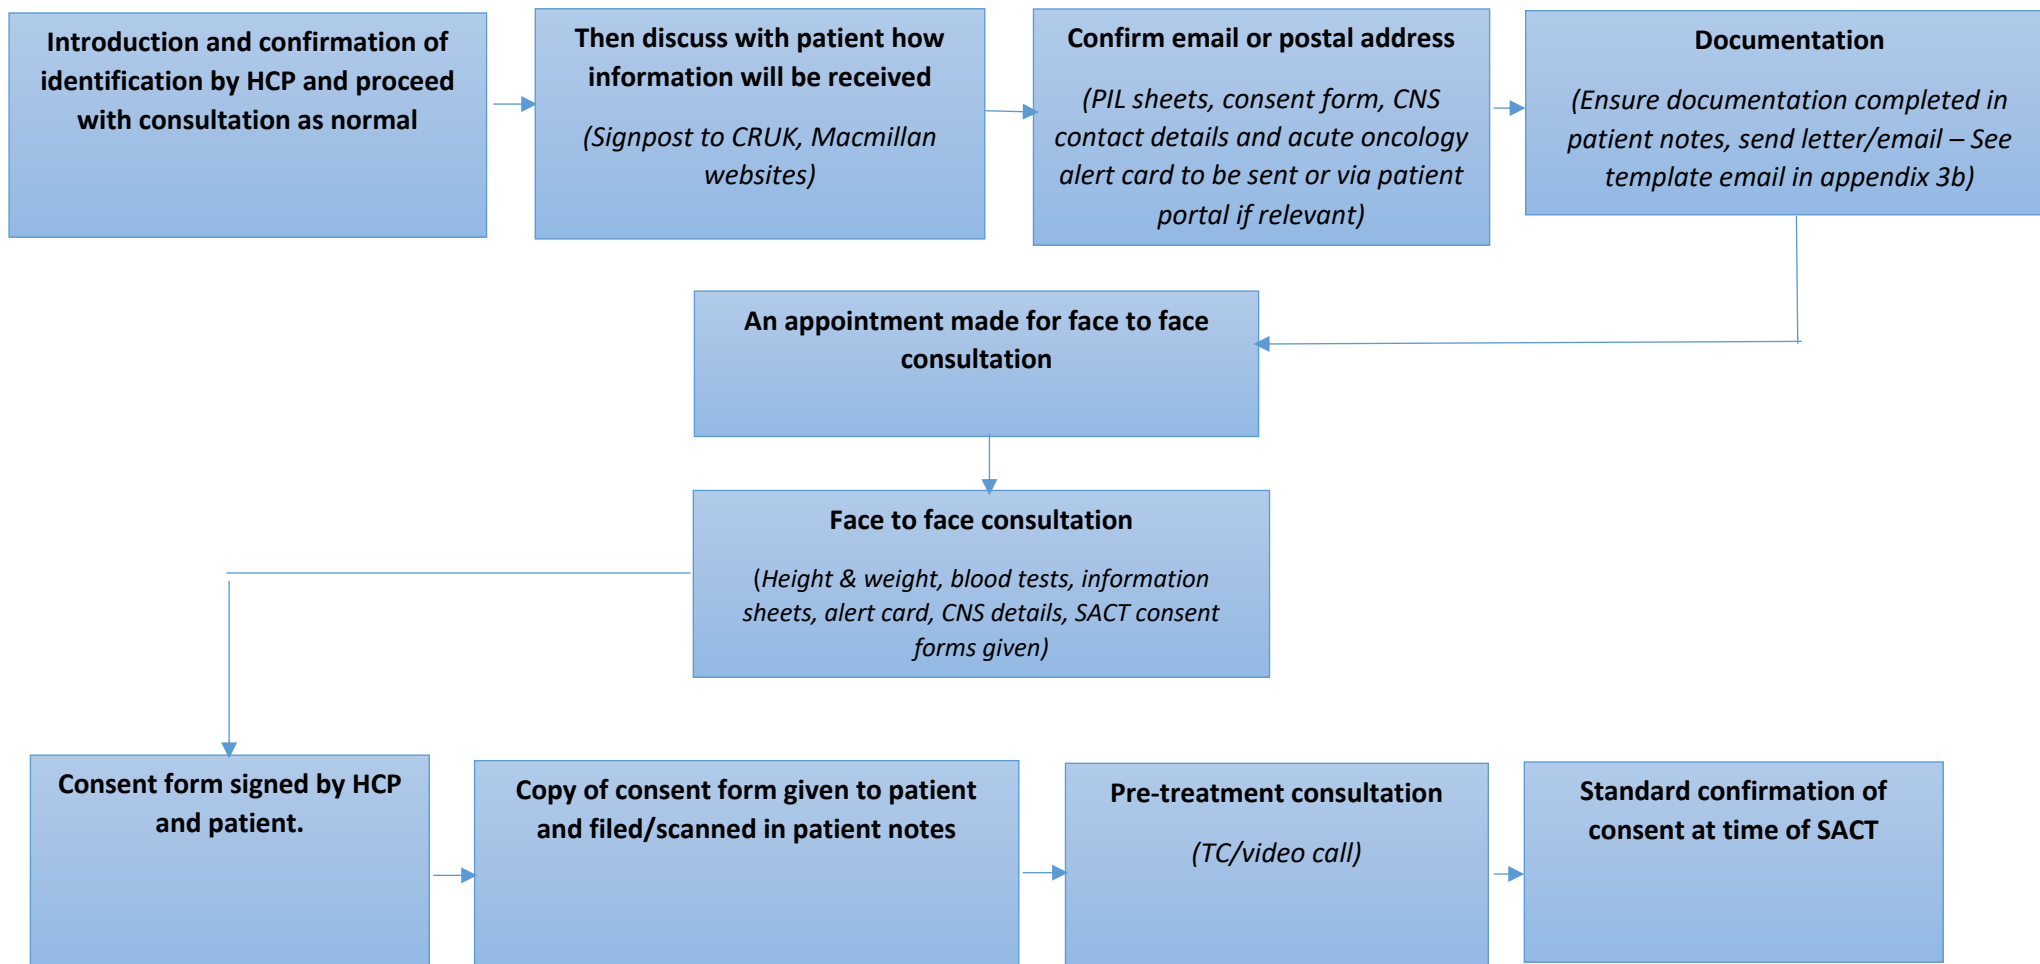 Introduction and confirmation of
identification by HCP and proceed
with consultation as normal
Then discuss with patient how
information will be received
(Signpost to CRUK, Macmillan
websites)
Confirm email or postal address
(PIL sheets, consent form, CNS
contact details and acute oncology
alert card to be sent or via patient
portal if relevant)
Documentation
(Ensure documentation completed in
patient notes, send letter/email – See
template email in appendix 3b)
An appointment made for face to face
consultation
Face to face consultation
(Height & weight, blood tests, information
sheets, alert card, CNS details, SACT consent
forms given)
Consent form signed by HCP
and patient.
Copy of consent form given to patient
and filed/scanned in patient notes
Pre-treatment consultation
(TC/video call)
Standard confirmation of
consent at time of SACT